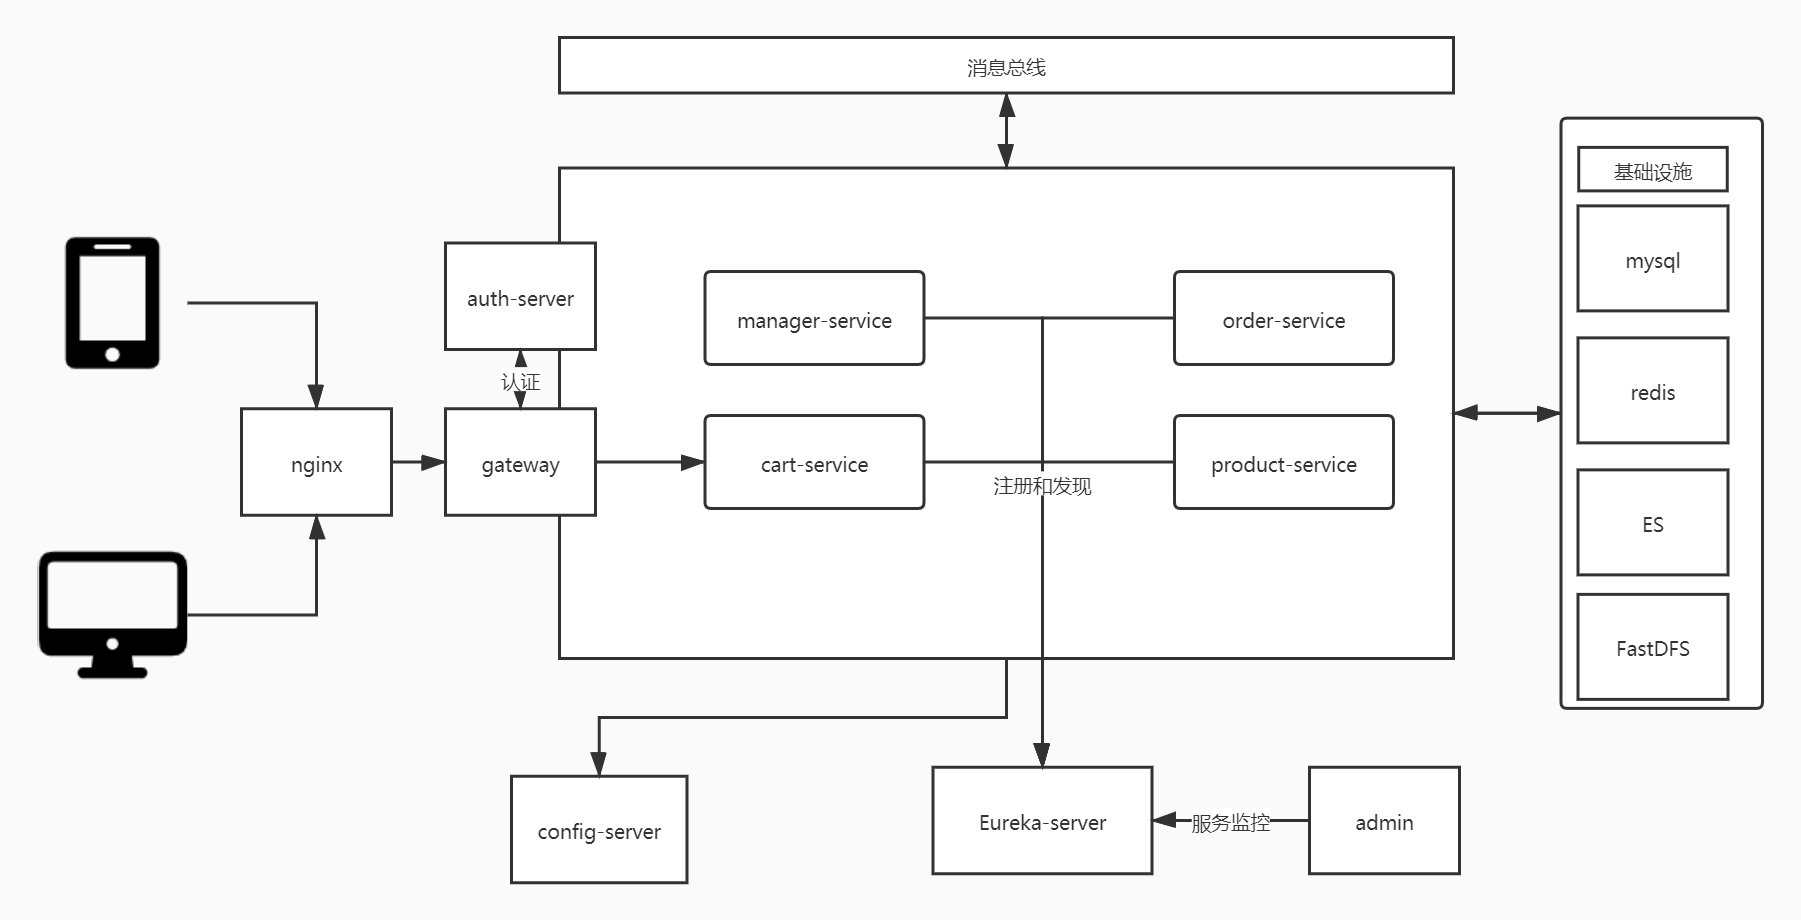 消息总线
基础设施
mysql
auth-server
manager-service
order-service
认证
redis
nginx
gateway
cart-service
product-service
注册和发现
ES
FastDFS
config-server
Eureka-server
服务监控
admin